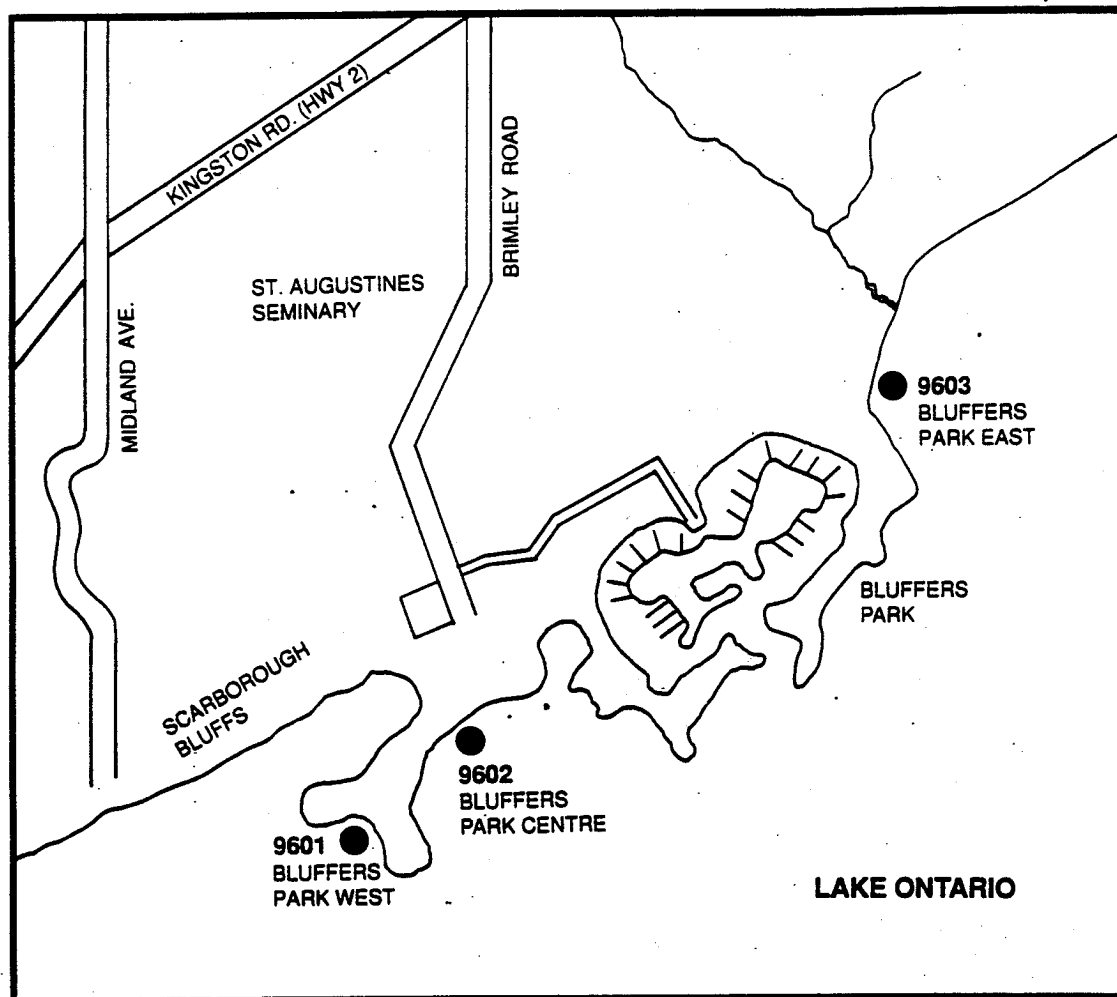 KINGSTON RD. (HWY 2)
BRIMLEY ROAD
ST. AUGUSTINES
SEMINARY
MIDLAND AVE.
9603
BLUFFERS
PARK EAST
BLUFFERS
PARK
SCARBOROUGH
BLUFFS
9602
BLUFFERS
PARK CENTRE
9601
BLUFFERS
PARK WEST
LAKE ONTARIO